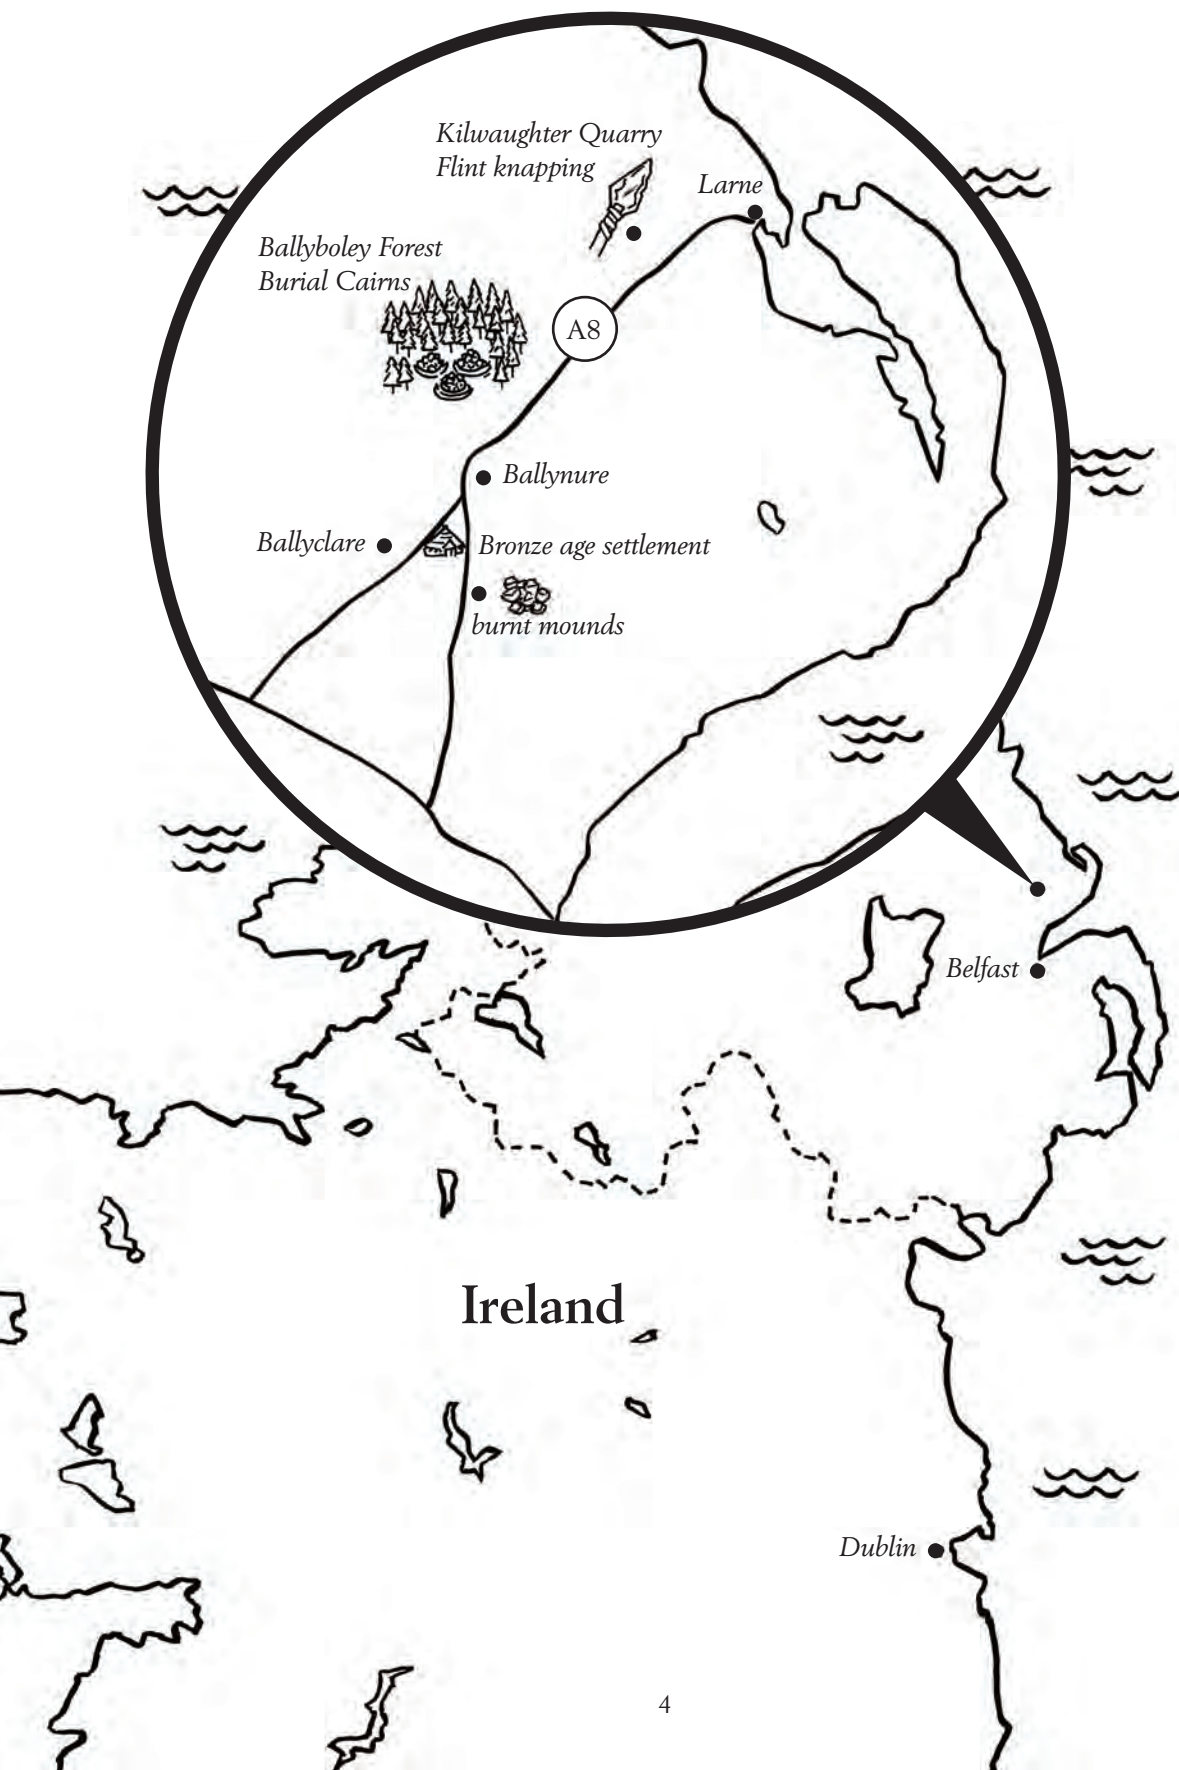 Kilwaughter Quarry
Flint knapping
Larne
Ballyboley Forest
Burial Cairns
A8
Ballynure
Ballyclare
Bronze age settlement
burnt mounds
Belfast
Ireland
Dublin
4